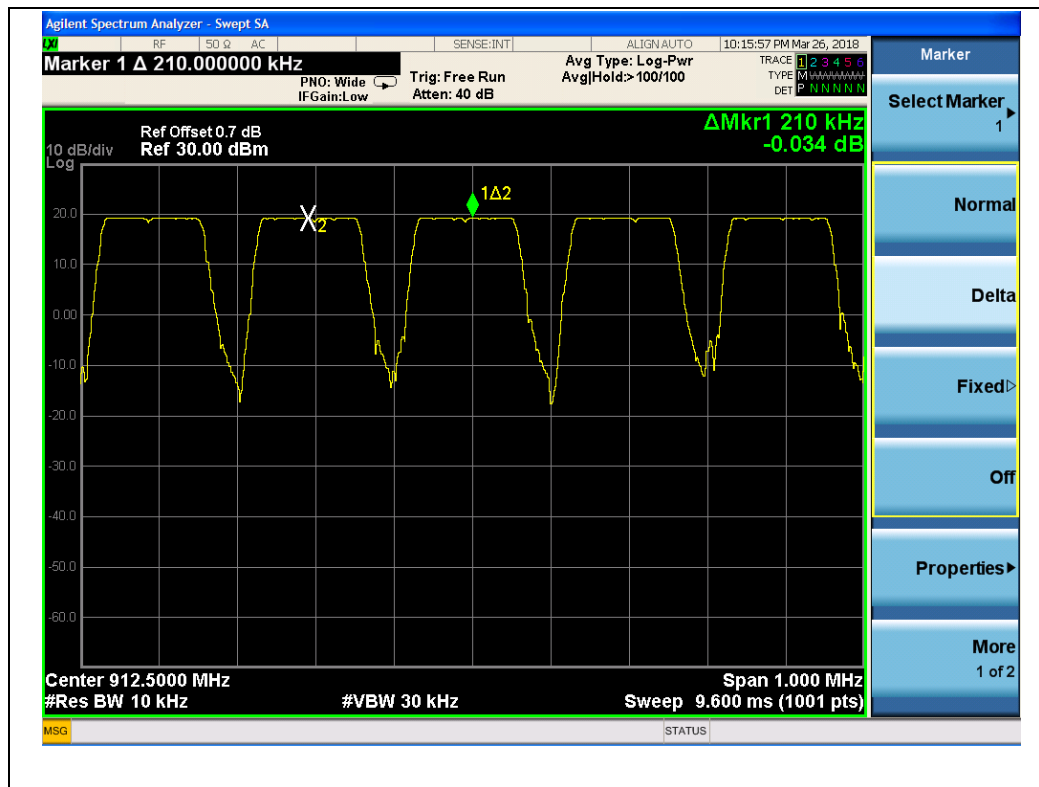 Agilent Spectrum Analyzer - Swept SA
LXI RF 50 Ω AC SENSE:INT ALIGN AUTO 10:15:57 PM Mar 26, 2018
Marker 1 Δ 210.000000 kHz
PNO: Wide
IFGain:Low
Trig: Free Run
Atten: 40 dB
Avg Type: Log-Pwr
Avg|Hold:> 100/100
TRACE 1 2 3 4 5 6
TYPE M
DET P N N N N N
ΔMkr1 210 kHz
-0.034 dB
Ref Offset 0.7 dB
10 dB/div Ref 30.00 dBm
Log
1Δ2
X2
20.0
10.0
0.00
-10.0
-20.0
-30.0
-40.0
-50.0
-60.0
Center 912.5000 MHz Span 1.000 MHz
#Res BW 10 kHz #VBW 30 kHz Sweep 9.600 ms (1001 pts)
MSG STATUS
Marker
Select Marker
1
Normal
Delta
Fixed
Off
Properties
More
1 of 2